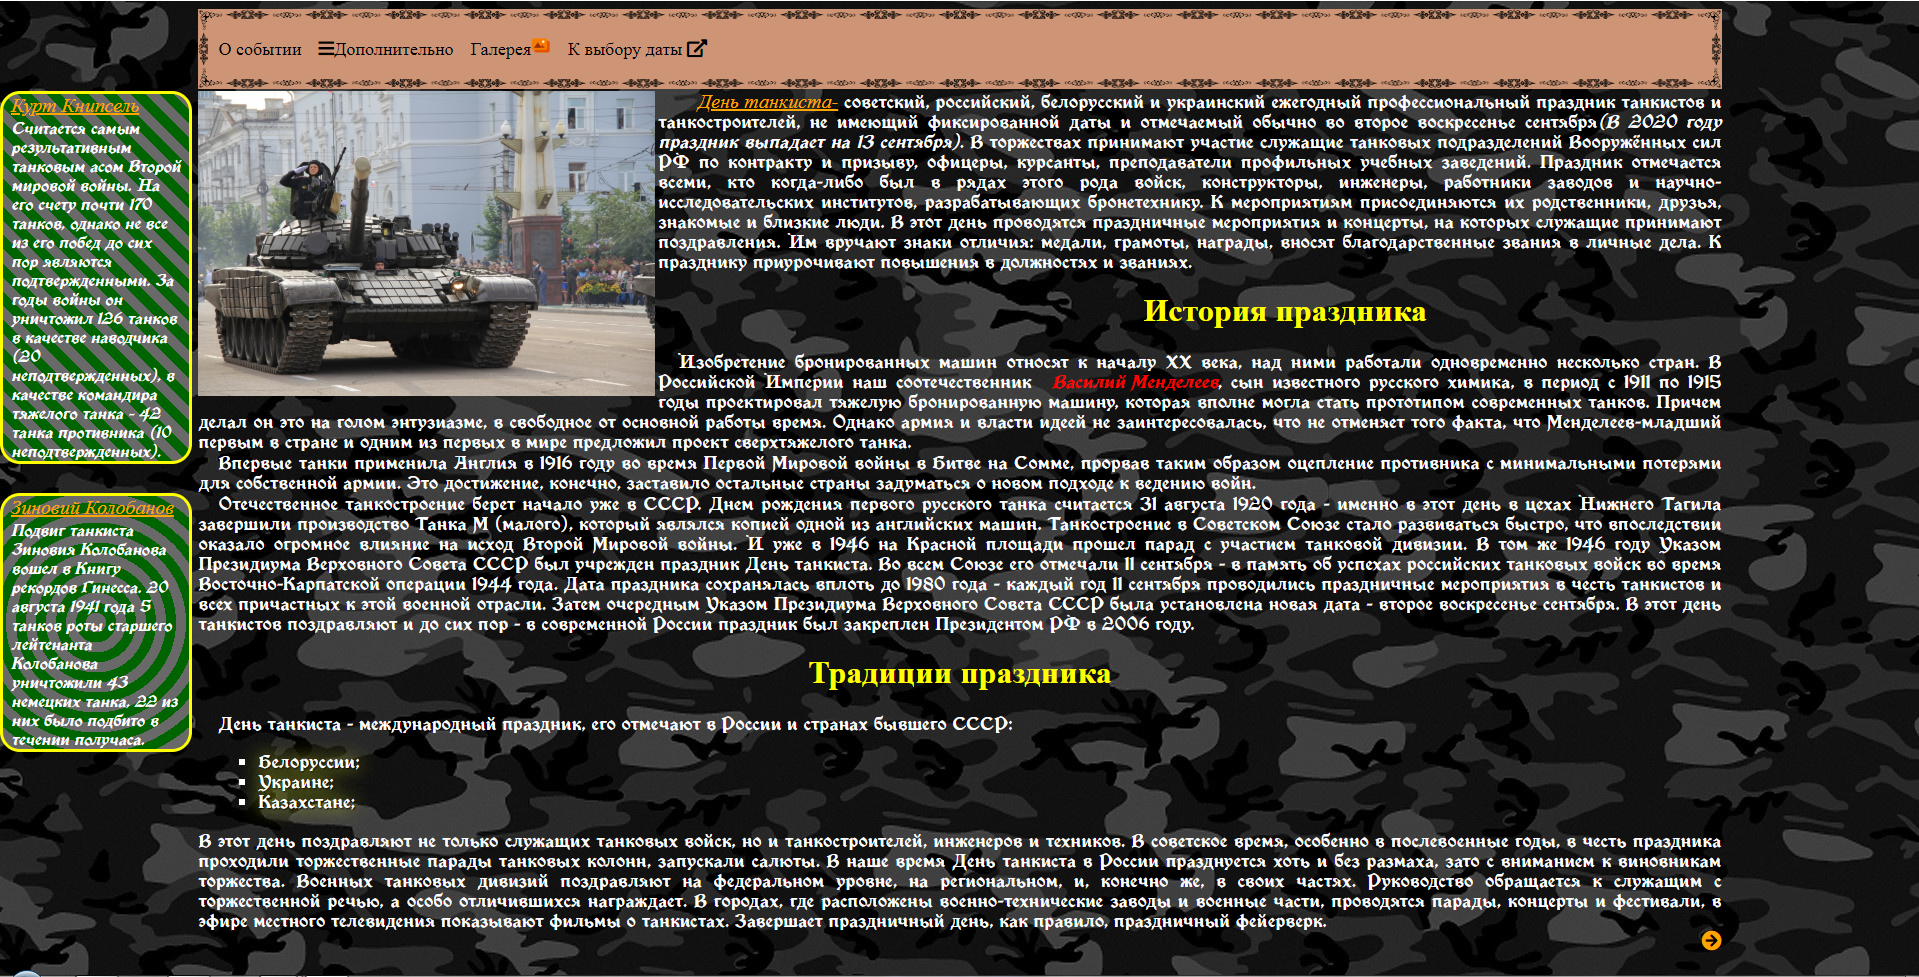 О событии Дополнительно Галерея К выбору даты
Курт Книпсель
Считается самым
результативным
танковым асом Второй
мировой войны. На
его счету почти 170
танков, однако не все
из его побед до сих
пор являются
подтвержденными. За
годы войны он
уничтожил 126 танков
в качестве наводчика
(20
неподтвержденных), в
качестве командира
тяжелого танка - 42
танка противника (10
неподтвержденных).
Зиновий Колобанов
Подвиг танкиста
Зиновия Колобанова
вошел в Книгу
рекордов Гинесса. 20
августа 1941 года 5
танков роты старшего
лейтенанта
Колобанова
уничтожили 43
немецких танка, 22 из
них было подбито в
течении получаса.
День танкиста- советский, российский, белорусский и украинский ежегодный профессиональный праздник танкистов и
танкостроителей, не имеющий фиксированной даты и отмечаемый обычно во второе воскресенье сентября(В 2020 году
праздник выпадает на 13 сентября). В торжествах принимают участие служащие танковых подразделений Вооружённых сил
РФ по контракту и призыву, офицеры, курсанты, преподаватели профильных учебных заведений. Праздник отмечается
всеми, кто когда-либо был в рядах этого рода войск, конструкторы, инженеры, работники заводов и научно-
исследовательских институтов, разрабатывающих бронетехнику. К мероприятиям присоединяются их родственники, друзья,
знакомые и близкие люди. В этот день проводятся праздничные мероприятия и концерты, на которых служащие принимают
поздравления. Им вручают знаки отличия: медали, грамоты, награды, вносят благодарственные звания в личные дела. К
празднику приурочивают повышения в должностях и званиях.
История праздника
Изобретение бронированных машин относят к началу XX века, над ними работали одновременно несколько стран. В
Российской Империи наш соотечественник Василий Менделеев, сын известного русского химика, в период с 1911 по 1915
годы проектировал тяжелую бронированную машину, которая вполне могла стать прототипом современных танков. Причем
делал он это на голом энтузиазме, в свободное от основной работы время. Однако армия и власти идеей не заинтересовалась, что не отменяет того факта, что Менделеев-младший
первым в стране и одним из первых в мире предложил проект сверхтяжелого танка.
Впервые танки применила Англия в 1916 году во время Первой Мировой войны в Битве на Сомме, прорвав таким образом оцепление противника с минимальными потерями
для собственной армии. Это достижение, конечно, заставило остальные страны задуматься о новом подходе к ведению войн.
Отечественное танкостроение берет начало уже в СССР. Днем рождения первого русского танка считается 31 августа 1920 года - именно в этот день в цехах Нижнего Тагила
завершили производство Танка М (малого), который являлся копией одной из английских машин. Танкостроение в Советском Союзе стало развиваться быстро, что впоследствии
оказало огромное влияние на исход Второй Мировой войны. И уже в 1946 на Красной площади прошел парад с участием танковой дивизии. В том же 1946 году Указом
Президиума Верховного Совета СССР был учрежден праздник День танкиста. Во всем Союзе его отмечали 11 сентября - в память об успехах российских танковых войск во время
Восточно-Карпатской операции 1944 года. Дата праздника сохранялась вплоть до 1980 года - каждый год 11 сентября проводились праздничные мероприятия в честь танкистов и
всех причастных к этой военной отрасли. Затем очередным Указом Президиума Верховного Совета СССР была установлена новая дата - второе воскресенье сентября. В этот день
танкистов поздравляют и до сих пор - в современной России праздник был закреплен Президентом РФ в 2006 году.
Традиции праздника
День танкиста - международный праздник, его отмечают в России и странах бывшего СССР:
Белоруссии;
Украине;
Казахстане;
В этот день поздравляют не только служащих танковых войск, но и танкостроителей, инженеров и техников. В советское время, особенно в послевоенные годы, в честь праздника
проходили торжественные парады танковых колонн, запускали салюты. В наше время День танкиста в России празднуется хоть и без размаха, зато с вниманием к виновникам
торжества. Военных танковых дивизий поздравляют на федеральном уровне, на региональном, и, конечно же, в своих частях. Руководство обращается к служащим с
торжественной речью, а особо отличившихся награждает. В городах, где расположены военно-технические заводы и военные части, проводятся парады, концерты и фестивали, в
эфире местного телевидения показывают фильмы о танкистах. Завершает праздничный день, как правило, праздничный фейерверк.